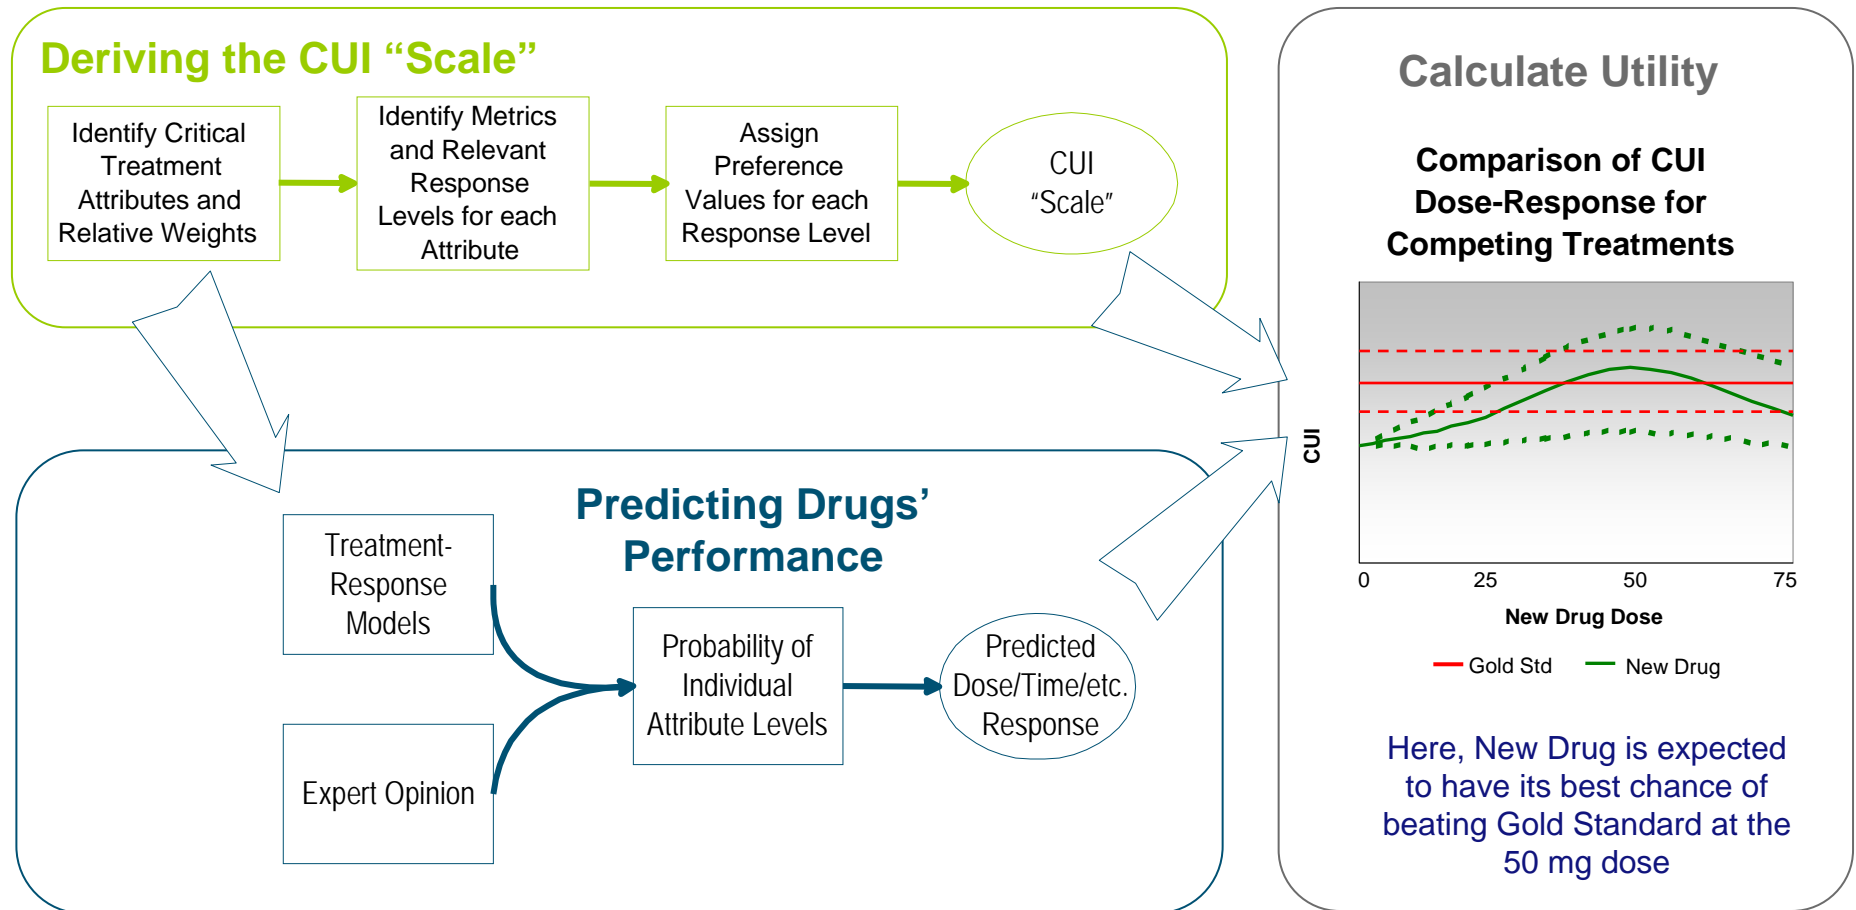 Deriving the CUI “Scale”
Identify Critical
Treatment
Attributes and
Relative Weights
Identify Metrics
and Relevant
Response
Levels for each
Attribute
Assign
Preference
Values for each
Response Level
CUI
“Scale”
Predicting Drugs’
Performance
Treatment-
Response
Models
Expert Opinion
Probability of
Individual
Attribute Levels
Predicted
Dose/Time/etc.
Response
Calculate Utility
Comparison of CUI
Dose-Response for
Competing Treatments
CUI
0 25 50 75
New Drug Dose
Gold Std New Drug
Here, New Drug is expected
to have its best chance of
beating Gold Standard at the
50 mg dose